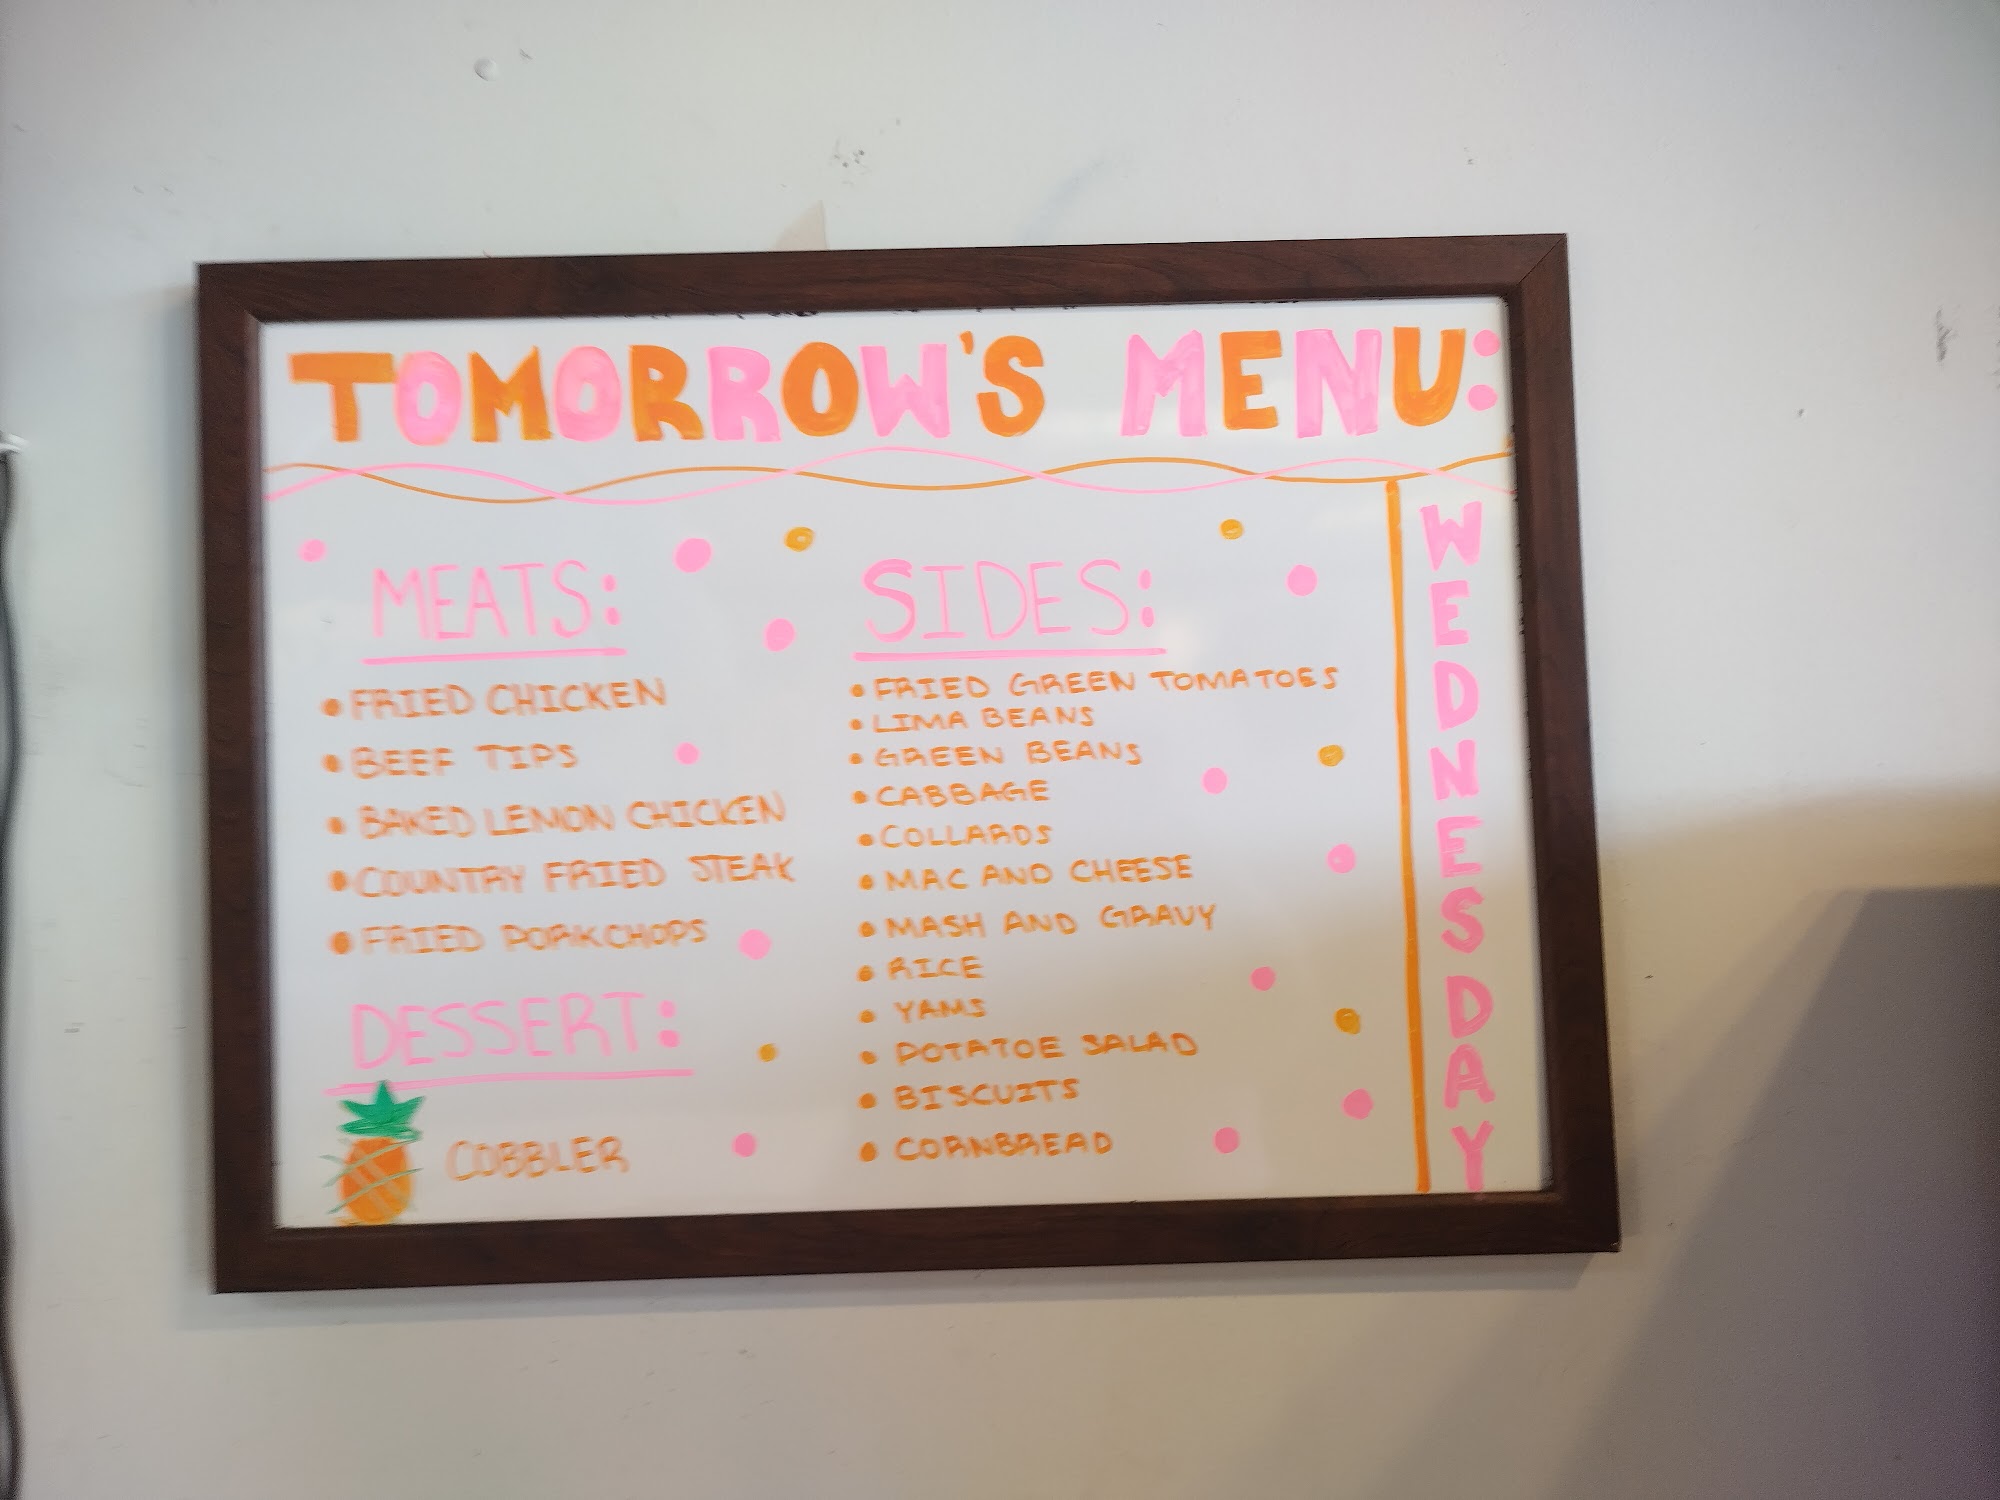 TOMORROW'S MENU:
MEATS:
• FRIED CHICKEN
• BEEF TIPS
• BAKED LEMON CHICKEN
• COUNTRY FRIED STEAK
• FRIED PORKCHOPS
DESSERT:
COBBLER
SIDES:
• FRIED GREEN TOMATOES
• LIMA BEANS
• GREEN BEANS
• CABBAGE
• COLLARDS
• MAC AND CHEESE
• MASH AND GRAVY
• RICE
• YAMS
• POTATOE SALAD
• BISCUITS
• CORNBREAD
WEDNESDAY